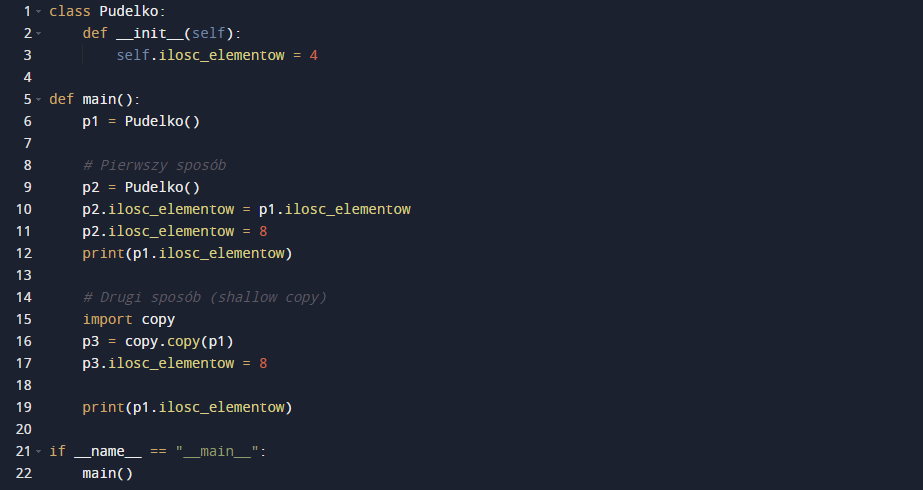 1 class Pudelko:
2     def __init__(self):
3         self.ilosc_elementow = 4
4
5 def main():
6     p1 = Pudelko()
7
8     # Pierwszy sposób
9     p2 = Pudelko()
10     p2.ilosc_elementow = p1.ilosc_elementow
11     p2.ilosc_elementow = 8
12     print(p1.ilosc_elementow)
13
14     # Drugi sposób (shallow copy)
15     import copy
16     p3 = copy.copy(p1)
17     p3.ilosc_elementow = 8
18
19     print(p1.ilosc_elementow)
20
21 if __name__ == "__main__":
22     main()